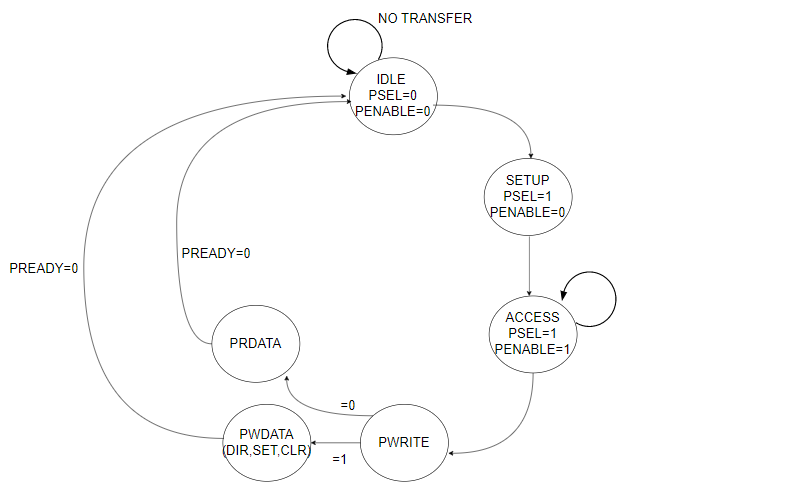 NO TRANSFER
IDLE
PSEL=0
PENABLE=0
SETUP
PSEL=1
PENABLE=0
PREADY=0
PREADY=0
ACCESS
PSEL=1
PENABLE=1
PRDATA
=0
PWDATA
(DIR,SET,CLR)
PWRITE
=1